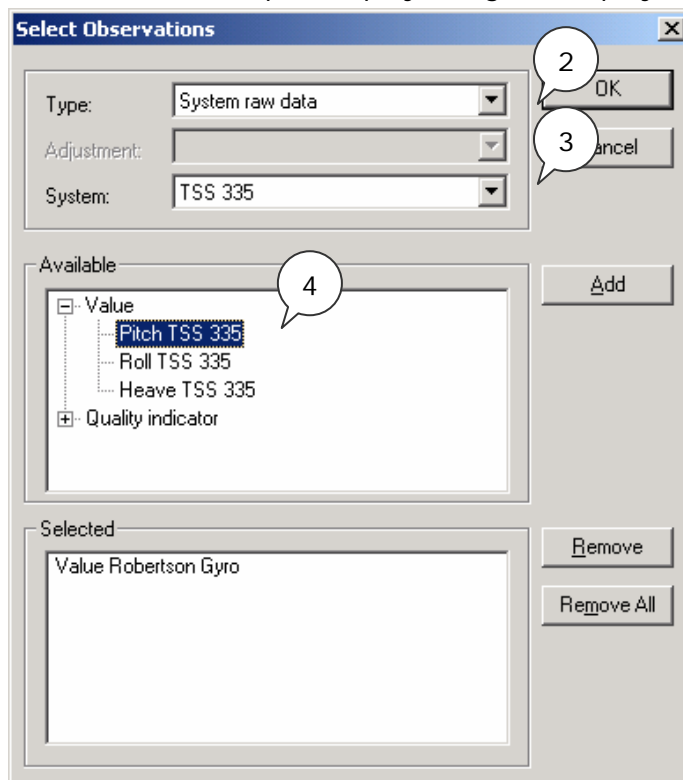 Select Observations
2
OK
Type:
System raw data
3
ancel
Adjustment:
System:
TSS 335
Available
4
Add
Value
Pitch TSS 335
Roll TSS 335
Heave TSS 335
Quality indicator
Selected
Value Robertson Gyro
Remove
Remove All